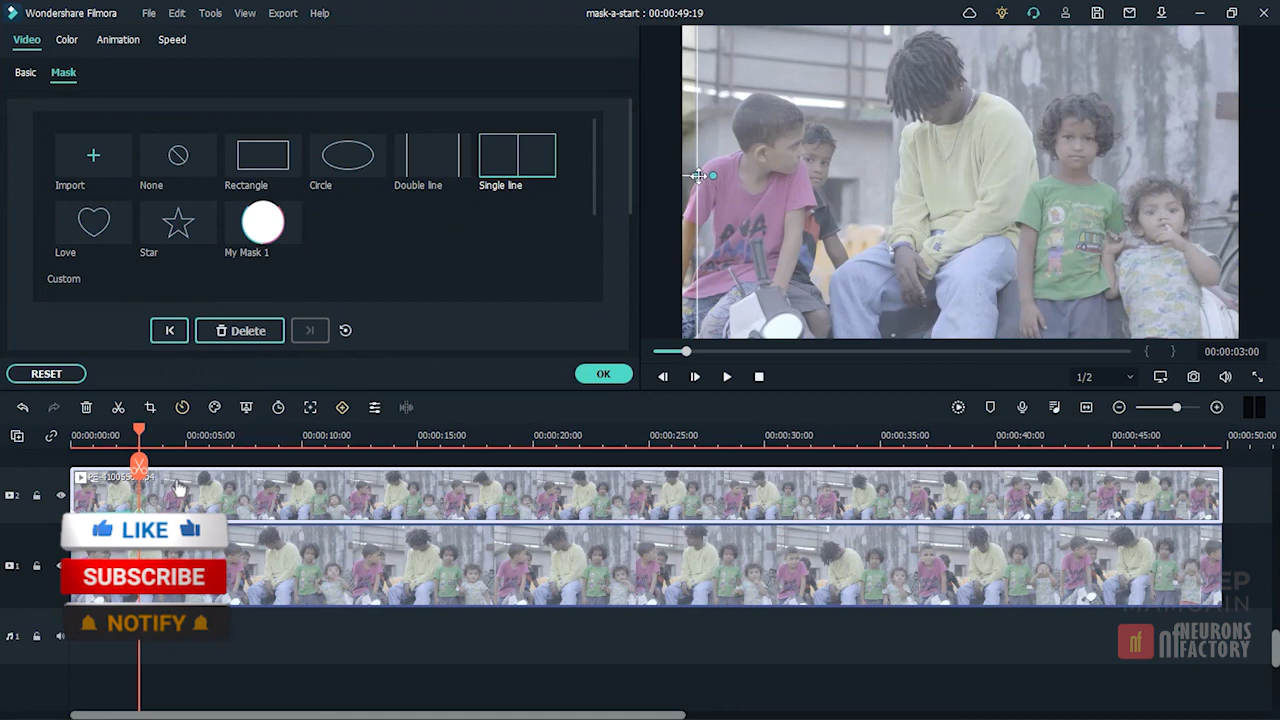 Wondershare Filmora File Edit Tools View Export Help mask-a-start : 00:00:49:19
Video Color Animation Speed
Basic Mask
Import None Rectangle Circle Double line Single line
Love Star My Mask 1
Custom
Delete
RESET OK
00:00:03:00
1/2
00:00:00:00 00:00:05:00 00:00:10:00 00:00:15:00 00:00:20:00 00:00:25:00 00:00:30:00 00:00:35:00 00:00:40:00 00:00:45:00 00:00:50:00
2
LIKE
1
SUBSCRIBE
NOTIFY
1
nf NEURONS
FACTORY